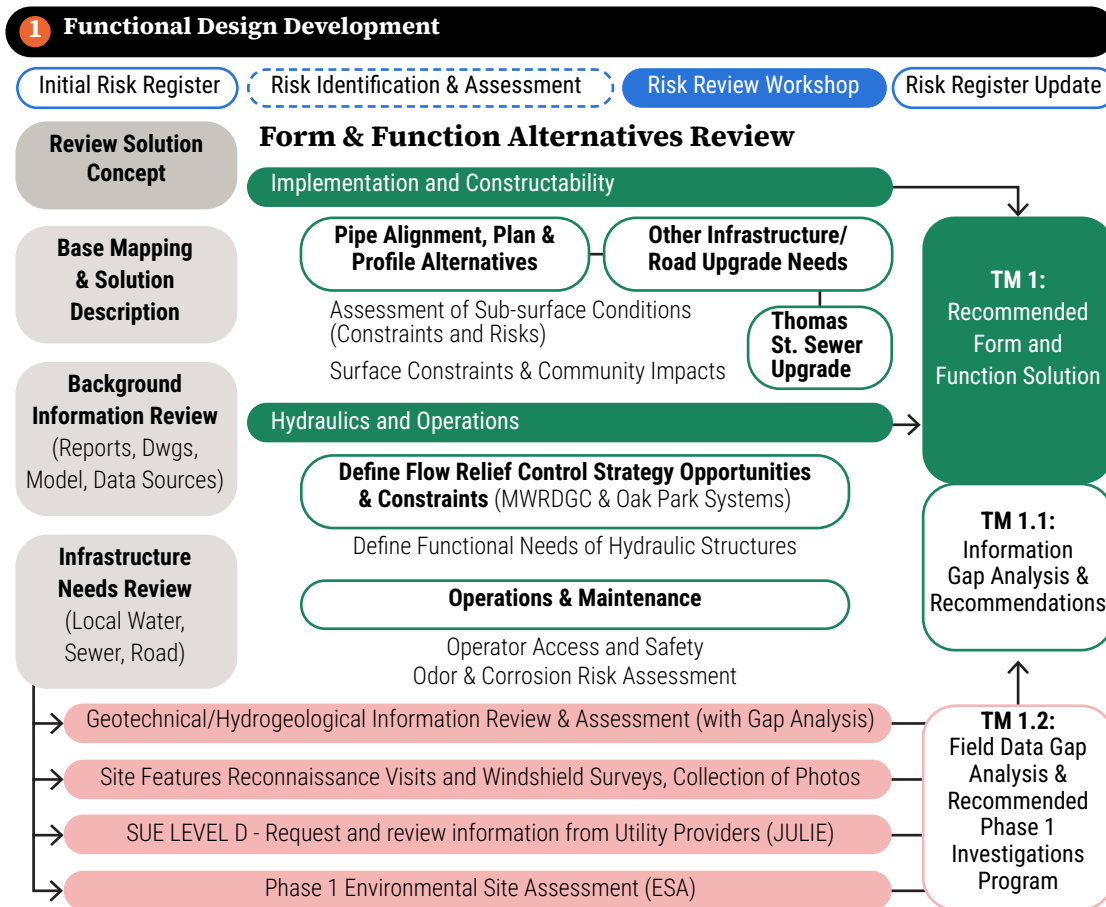 1 Functional Design Development
Initial Risk Register
Risk Identification & Assessment
Risk Review Workshop
Risk Register Update
Review Solution
Concept
Base Mapping
& Solution
Description
Background
Information Review
(Reports, Dwgs,
Model, Data Sources)
Infrastructure
Needs Review
(Local Water,
Sewer, Road)
Form & Function Alternatives Review
Implementation and Constructability
Pipe Alignment, Plan &
Profile Alternatives
Other Infrastructure/
Road Upgrade Needs
Assessment of Sub-surface Conditions
(Constraints and Risks)
Surface Constraints & Community Impacts
Thomas
St. Sewer
Upgrade
Hydraulics and Operations
Define Flow Relief Control Strategy Opportunities
& Constraints (MWRDGC & Oak Park Systems)
Define Functional Needs of Hydraulic Structures
Operations & Maintenance
Operator Access and Safety
Odor & Corrosion Risk Assessment
TM 1:
Recommended
Form and
Function Solution
TM 1.1:
Information
Gap Analysis &
Recommendations
Geotechnical/Hydrogeological Information Review & Assessment (with Gap Analysis)
Site Features Reconnaissance Visits and Windshield Surveys, Collection of Photos
SUE LEVEL D - Request and review information from Utility Providers (JULIE)
Phase 1 Environmental Site Assessment (ESA)
TM 1.2:
Field Data Gap
Analysis &
Recommended
Phase 1
Investigations
Program